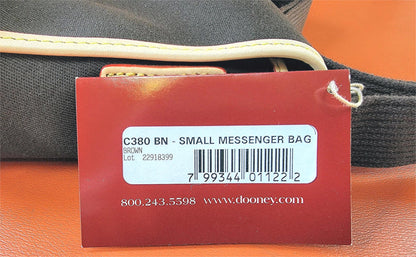 C380 BN - SMALL MESSENGER BAG
BROWN
Lot 22918399
7 99344 01122 2
800.243.5598 www.dooney.com